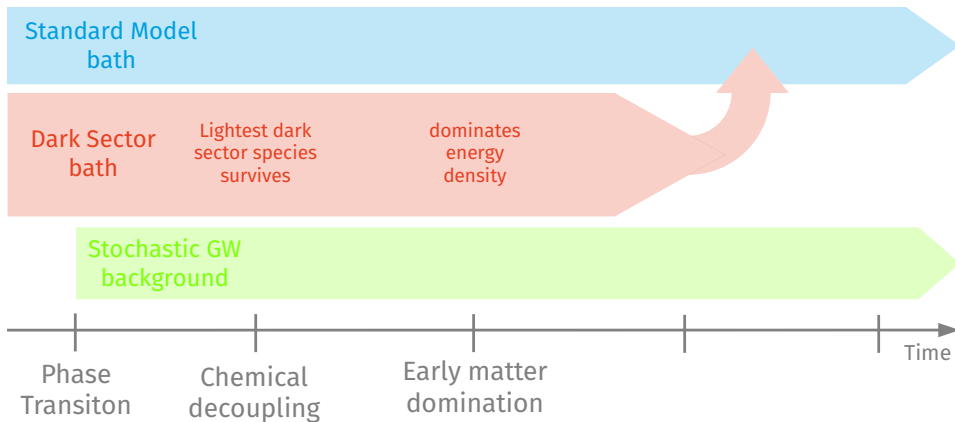 Standard Model
bath
Dark Sector
bath
Lightest dark
sector species
survives
dominates
energy
density
Stochastic GW
background
Time
Phase
Transiton
Chemical
decoupling
Early matter
domination